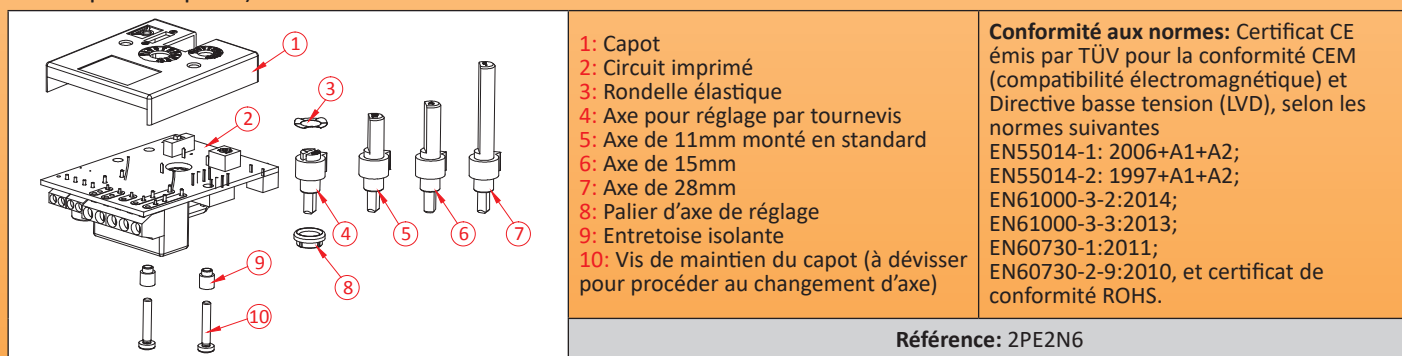 1
2
3
4
5
6
7
8
9
10
1: Capot
2: Circuit imprimé
3: Rondelle élastique
4: Axe pour réglage par tournevis
5: Axe de 11mm monté en standard
6: Axe de 15mm
7: Axe de 28mm
8: Palier d'axe de réglage
9: Entretoise isolante
10: Vis de maintien du capot (à dévisser
pour procéder au changement d'axe)
Conformité aux normes: Certificat CE
émis par TÜV pour la conformité CEM
(compatibilité électromagnétique) et
Directive basse tension (LVD), selon les
normes suivantes
EN55014-1: 2006+A1+A2;
EN55014-2: 1997+A1+A2;
EN61000-3-2:2014;
EN61000-3-3:2013;
EN60730-1:2011;
EN60730-2-9:2010, et certificat de
conformité ROHS.
Référence: 2PE2N6